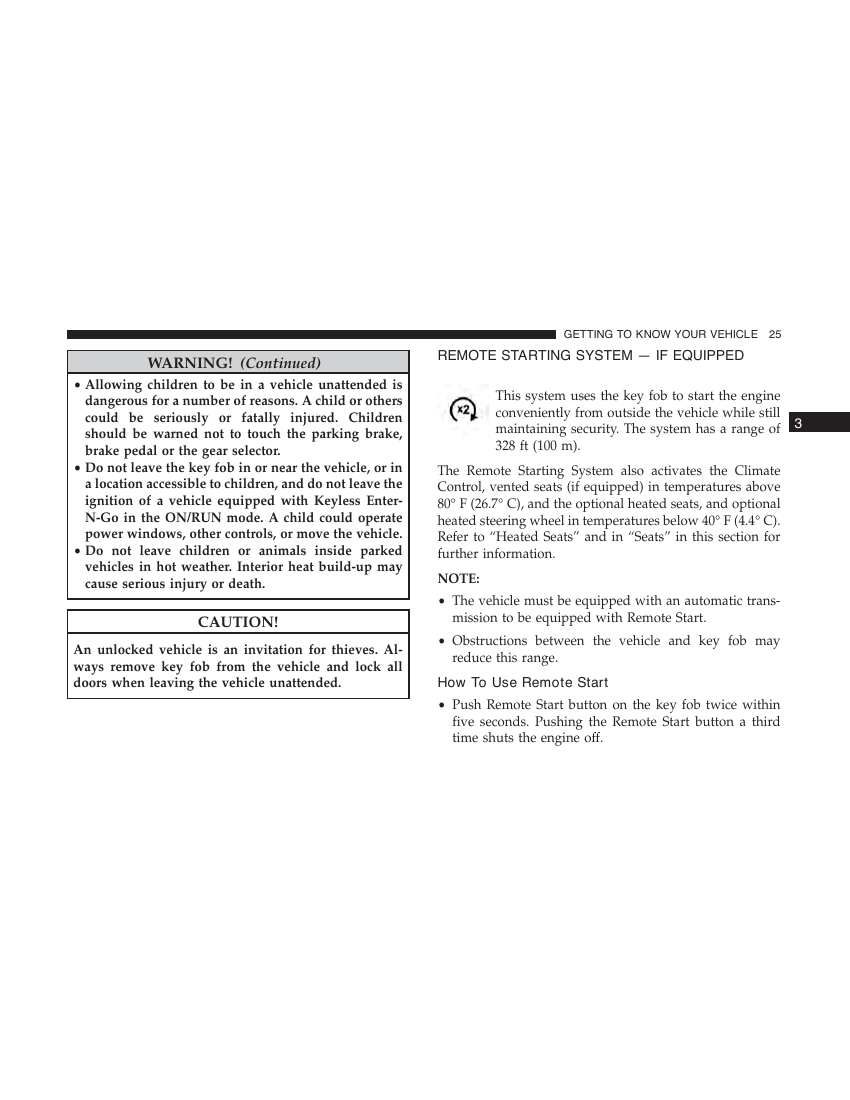 GETTING TO KNOW YOUR VEHICLE 25
WARNING! (Continued)
• Allowing children to be in a vehicle unattended is
dangerous for a number of reasons. A child or others
could be seriously or fatally injured. Children
should be warned not to touch the parking brake,
brake pedal or the gear selector.
• Do not leave the key fob in or near the vehicle, or in
a location accessible to children, and do not leave the
ignition of a vehicle equipped with Keyless Enter-
N-Go in the ON/RUN mode. A child could operate
power windows, other controls, or move the vehicle.
• Do not leave children or animals inside parked
vehicles in hot weather. Interior heat build-up may
cause serious injury or death.
CAUTION!
An unlocked vehicle is an invitation for thieves. Al-
ways remove key fob from the vehicle and lock all
doors when leaving the vehicle unattended.
REMOTE STARTING SYSTEM — IF EQUIPPED
x2
This system uses the key fob to start the engine
conveniently from outside the vehicle while still
maintaining security. The system has a range of
328 ft (100 m).
The Remote Starting System also activates the Climate
Control, vented seats (if equipped) in temperatures above
80° F (26.7° C), and the optional heated seats, and optional
heated steering wheel in temperatures below 40° F (4.4° C).
Refer to “Heated Seats” and in “Seats” in this section for
further information.
NOTE:
• The vehicle must be equipped with an automatic trans-
mission to be equipped with Remote Start.
• Obstructions between the vehicle and key fob may
reduce this range.
How To Use Remote Start
• Push Remote Start button on the key fob twice within
five seconds. Pushing the Remote Start button a third
time shuts the engine off.
3